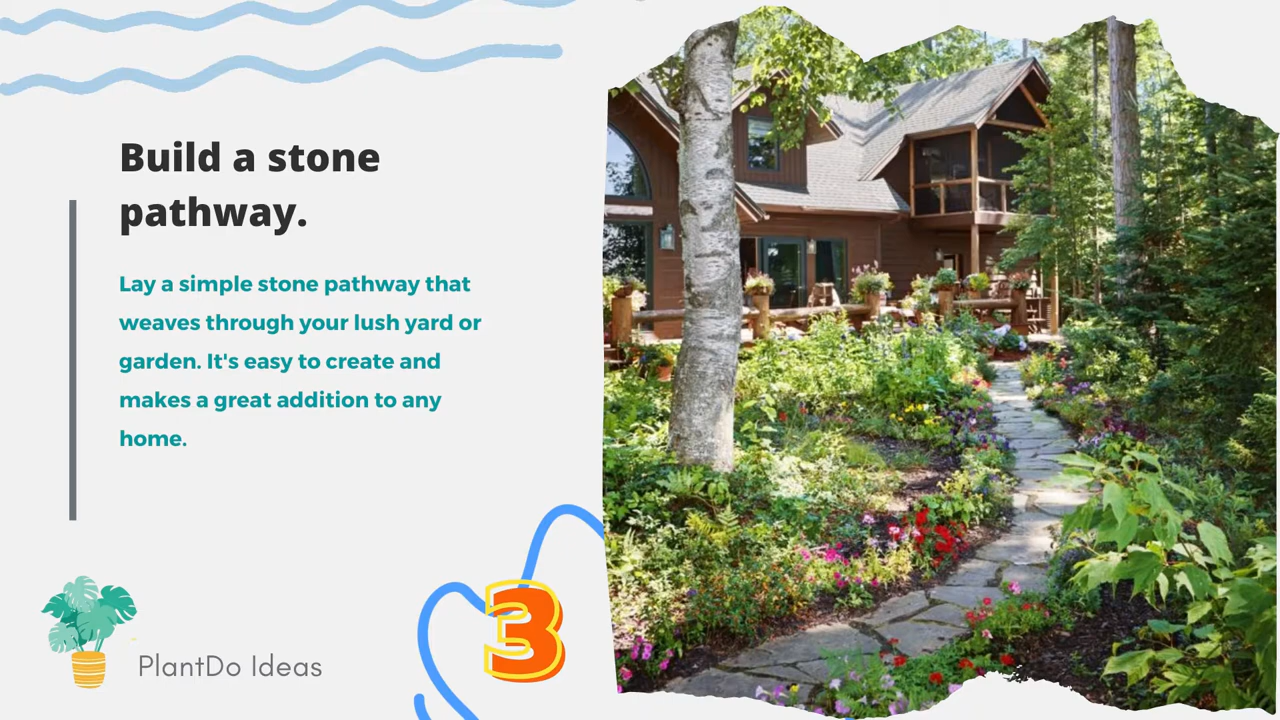 Build a stone
pathway.
Lay a simple stone pathway that
weaves through your lush yard or
garden. It's easy to create and
makes a great addition to any
home.
3
PlantDo Ideas